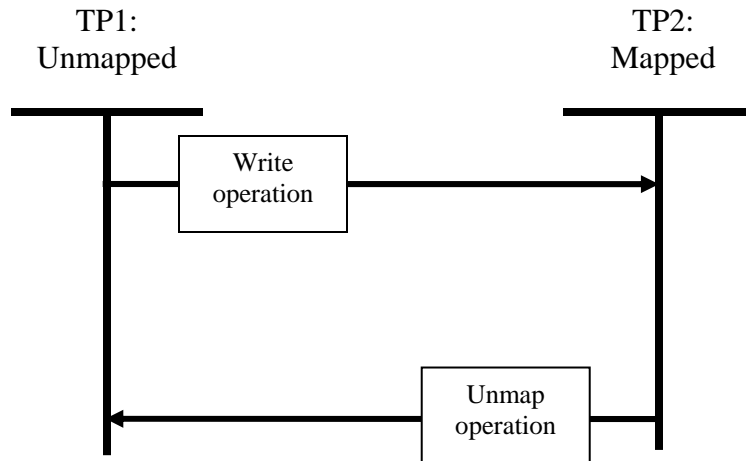 TP1:
Unmapped
TP2:
Mapped
Write
operation
Unmap
operation